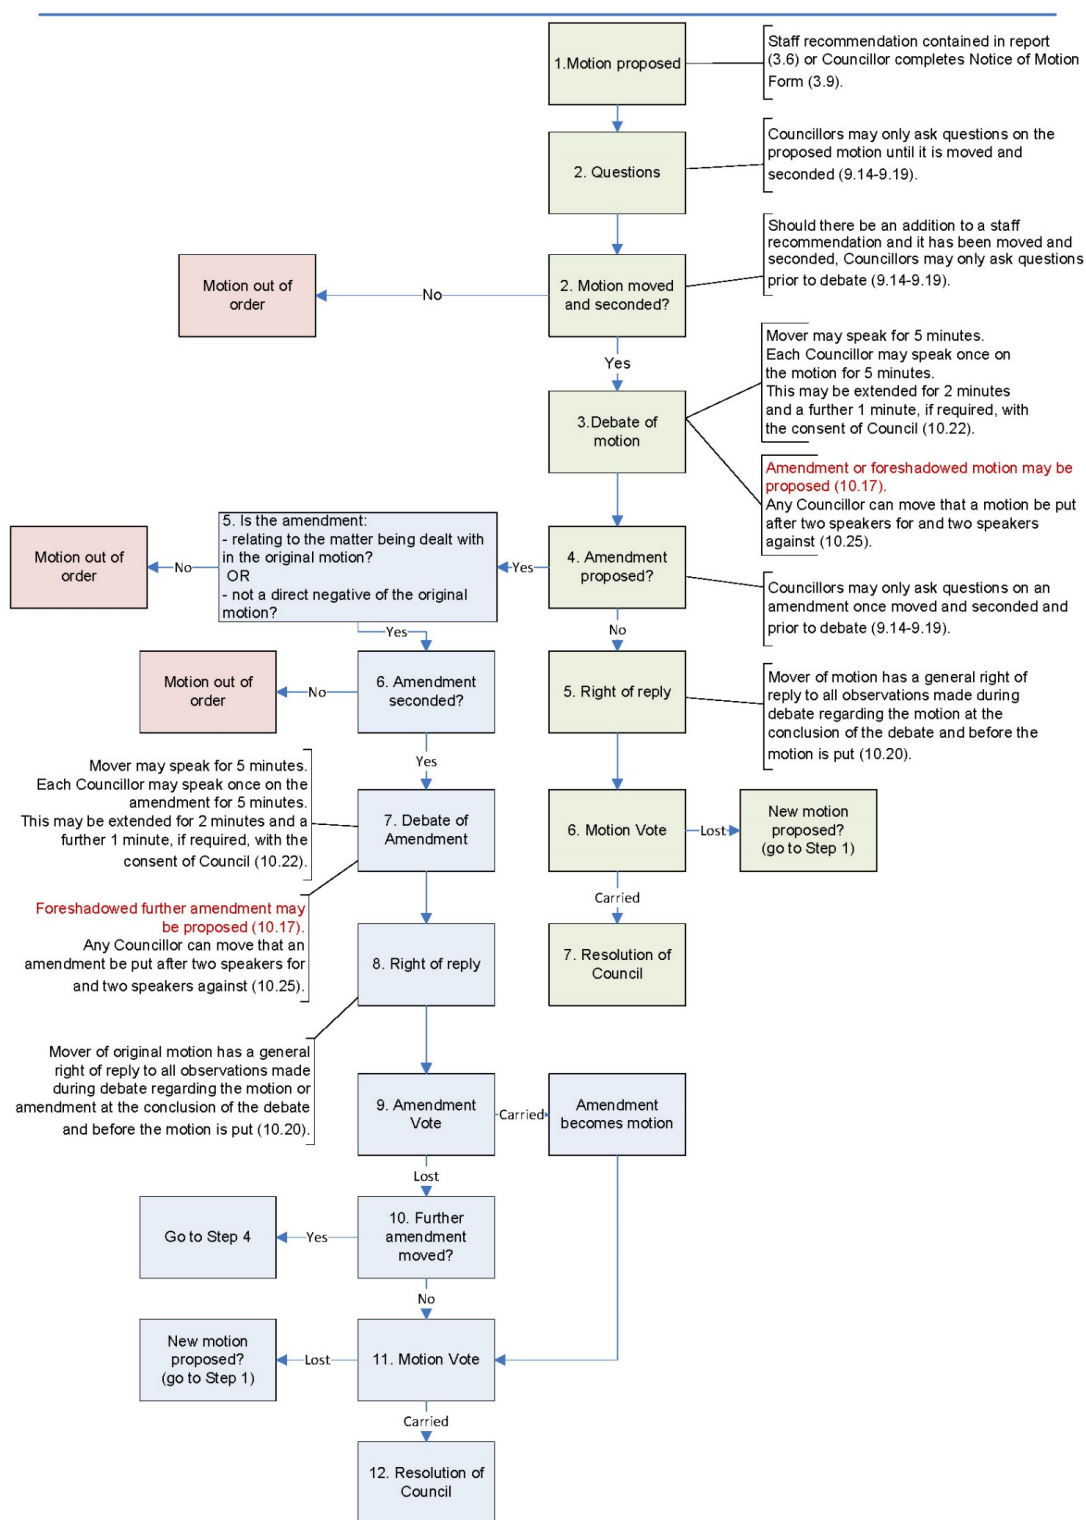 1.Motion proposed
Staff recommendation contained in report
(3.6) or Councillor completes Notice of Motion
Form (3.9).
2. Questions
Councillors may only ask questions on the
proposed motion until it is moved and
seconded (9.14-9.19).
Should there be an addition to a staff
recommendation and it has been moved and
seconded, Councillors may only ask questions
prior to debate (9.14-9.19).
2. Motion moved
and seconded?
No
Motion out of
order
Yes
3.Debate of
motion
Mover may speak for 5 minutes.
Each Councillor may speak once on
the motion for 5 minutes.
This may be extended for 2 minutes
and a further 1 minute, if required, with
the consent of Council (10.22).
Amendment or foreshadowed motion may be
proposed (10.17).
Any Councillor can move that a motion be put
after two speakers for and two speakers
against (10.25).
4. Amendment
proposed?
Councillors may only ask questions on an
amendment once moved and seconded and
prior to debate (9.14-9.19).
Yes
5. Is the amendment:
- relating to the matter being dealt with
in the original motion?
OR
- not a direct negative of the original
motion?
No
Motion out of
order
No
5. Right of reply
Mover of motion has a general right of
reply to all observations made during
debate regarding the motion at the
conclusion of the debate and before the
motion is put (10.20).
Yes
6. Amendment
seconded?
No
Motion out of
order
Yes
7. Debate of
Amendment
Mover may speak for 5 minutes.
Each Councillor may speak once on the
amendment for 5 minutes.
This may be extended for 2 minutes and a
further 1 minute, if required, with the
consent of Council (10.22).
6. Motion Vote
Lost
New motion
proposed?
(go to Step 1)
Carried
7. Resolution of
Council
Foreshadowed further amendment may
be proposed (10.17).
Any Councillor can move that an
amendment be put after two speakers for
and two speakers against (10.25).
8. Right of reply
Mover of original motion has a general
right of reply to all observations made
during debate regarding the motion or
amendment at the conclusion of the debate
and before the motion is put (10.20).
9. Amendment
Vote
Carried
Amendment
becomes motion
Lost
10. Further
amendment
moved?
Yes
Go to Step 4
No
11. Motion Vote
Lost
New motion
proposed?
(go to Step 1)
Carried
12. Resolution of
Council